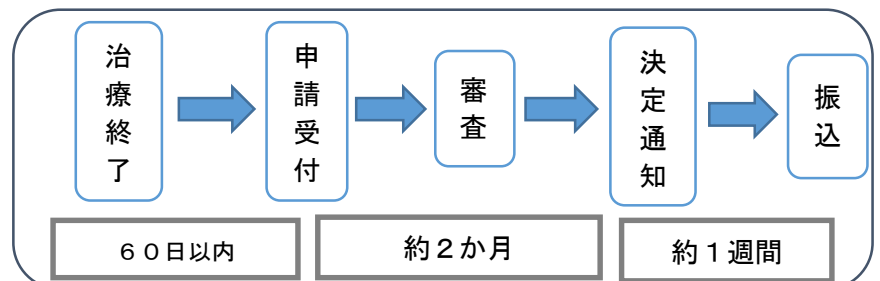 治療終了
申請受付
審査
決定通知
振込
６０日以内
約２か月
約１週間